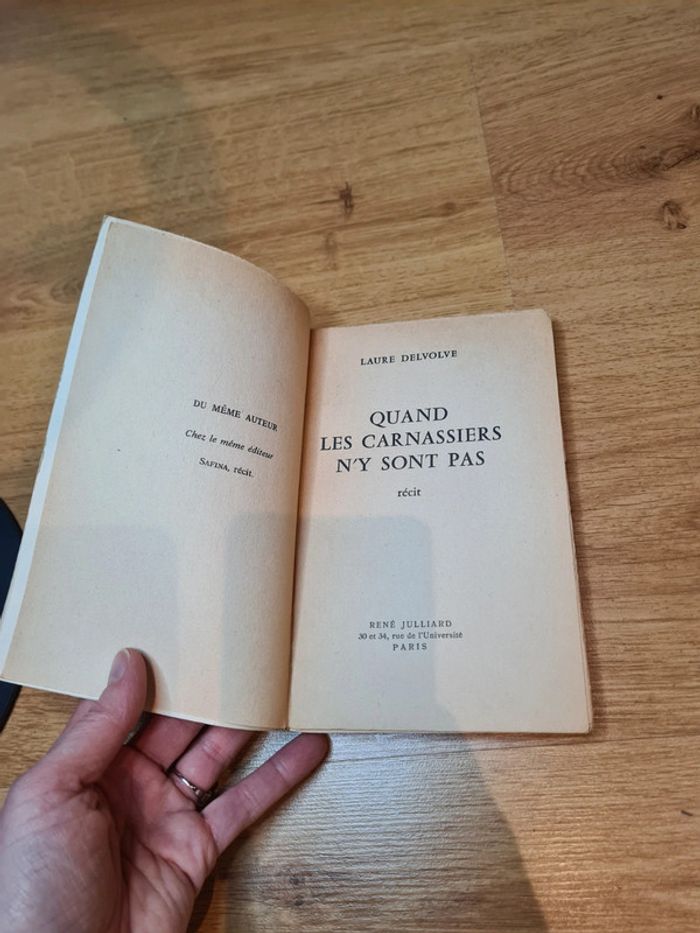 DU MÊME AUTEUR
Chez le même éditeur
SAFINA, récit.
LAURE DELVOLVE
QUAND
LES CARNASSIERS
N'Y SONT PAS
récit
RENÉ JULLIARD
30 et 34, rue de l'Université
PARIS